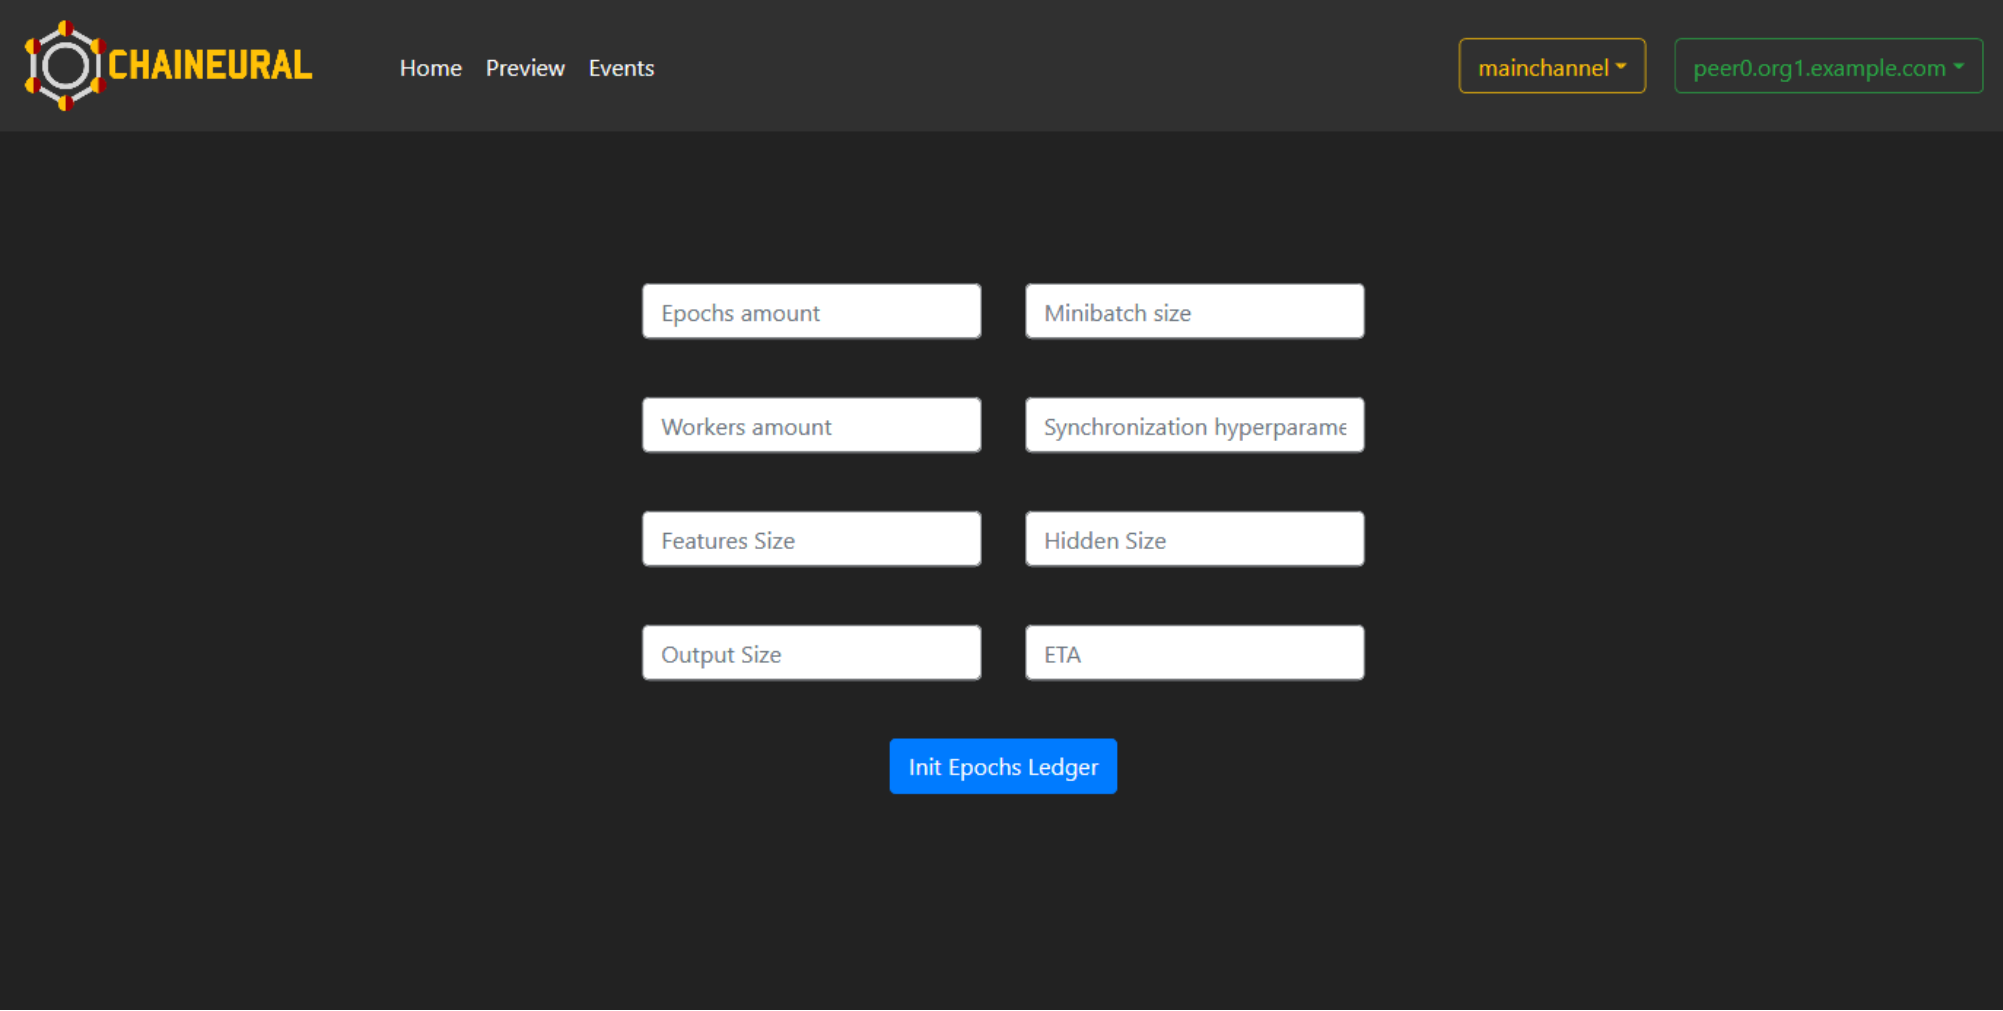 CHAINEURAL
Home Preview Events
mainchannel
peer0.org1.example.com
Epochs amount
Minibatch size
Workers amount
Synchronization hyperparame
Features Size
Hidden Size
Output Size
ETA
Init Epochs Ledger